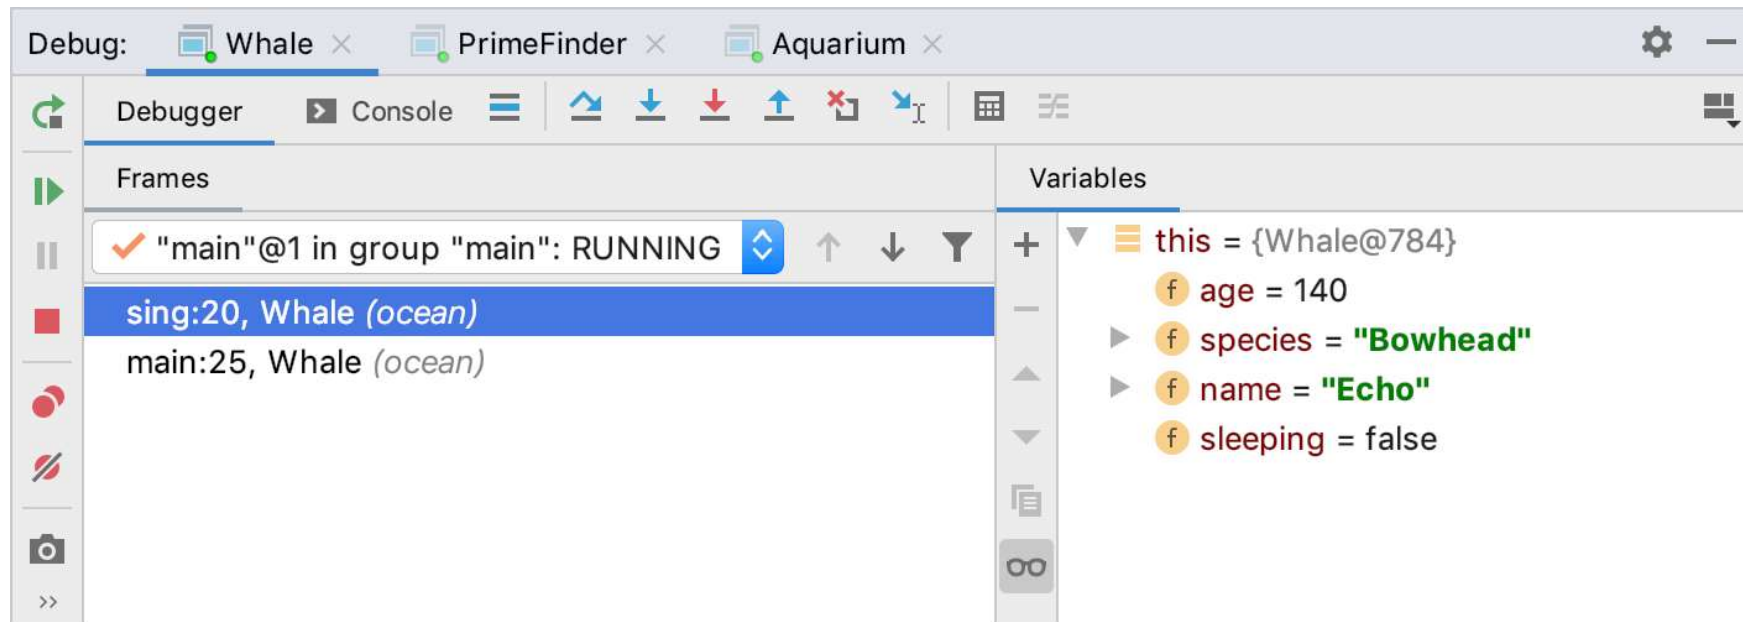 Debug: Whale PrimeFinder Aquarium
Debugger Console
Frames
Variables
"main"@1 in group "main": RUNNING
sing:20, Whale (ocean)
main:25, Whale (ocean)
this = {Whale@784}
f age = 140
f species = "Bowhead"
f name = "Echo"
f sleeping = false